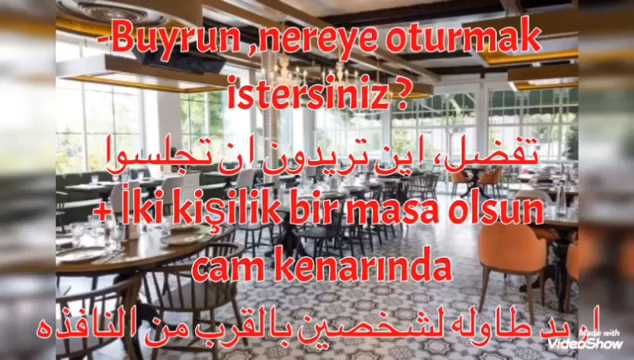 -Buyrun ,nereye oturmak
istersiniz ?
تفضل، اين تريدون ان تجلسوا
+ İki kişilik bir masa olsun
cam kenarında
اريد طاوله لشخصين بالقرب من النافذه
made with
VideoShow